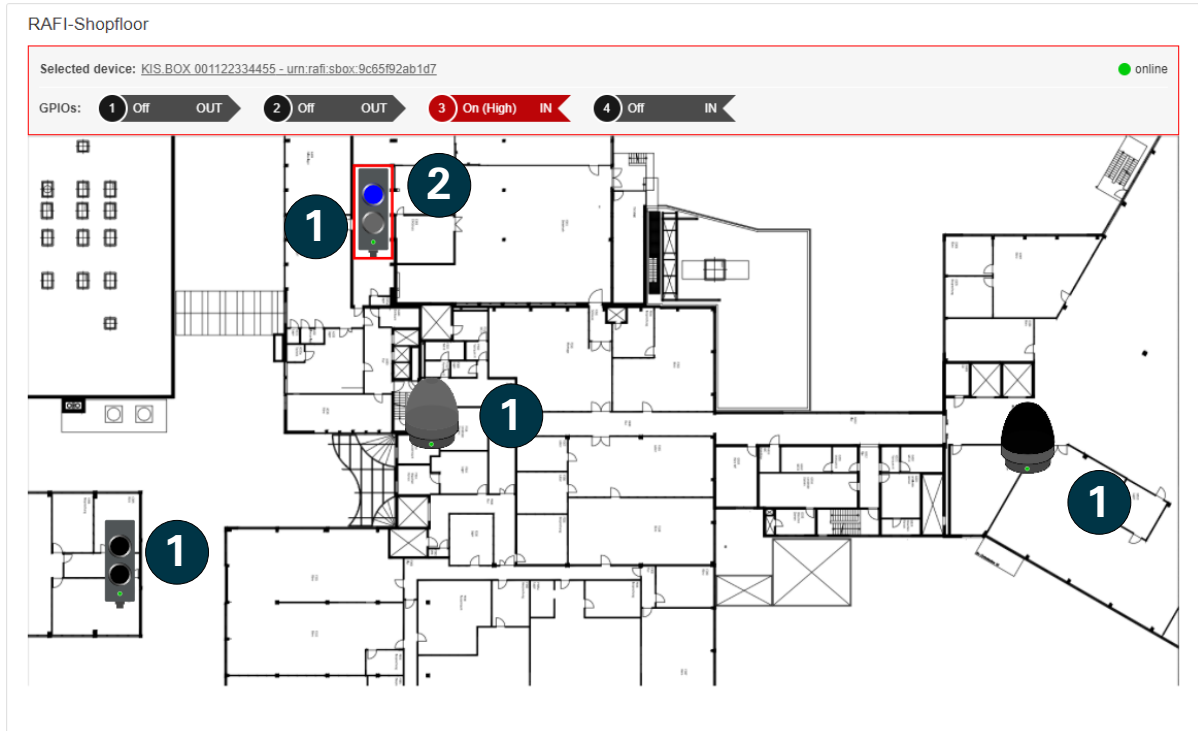 RAFI-Shopfloor
Selected device: KIS.BOX 001122334455 - urn:rafi:sbox:9c65f92ab1d7
online
GPIOs: 1 Off OUT 2 Off OUT 3 On (High) IN 4 Off IN
2
1
1
1
1